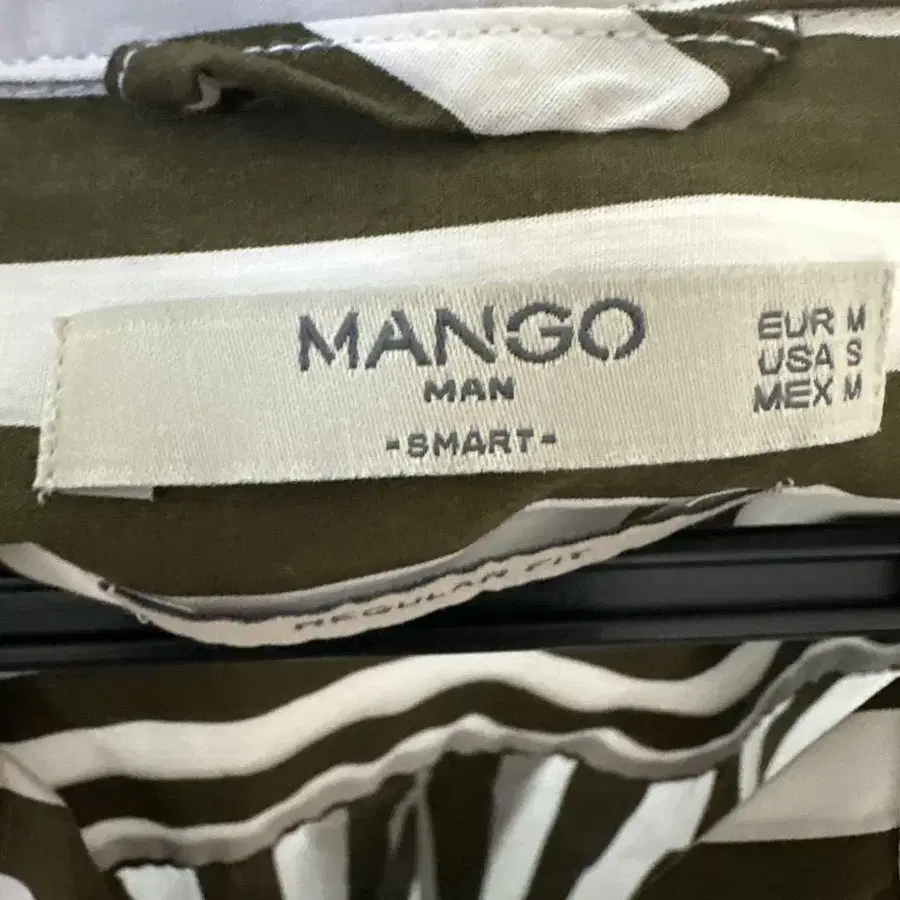 MANGO
MAN
-SMART-
EUR M
USA S
MEX M
REGULAR FIT